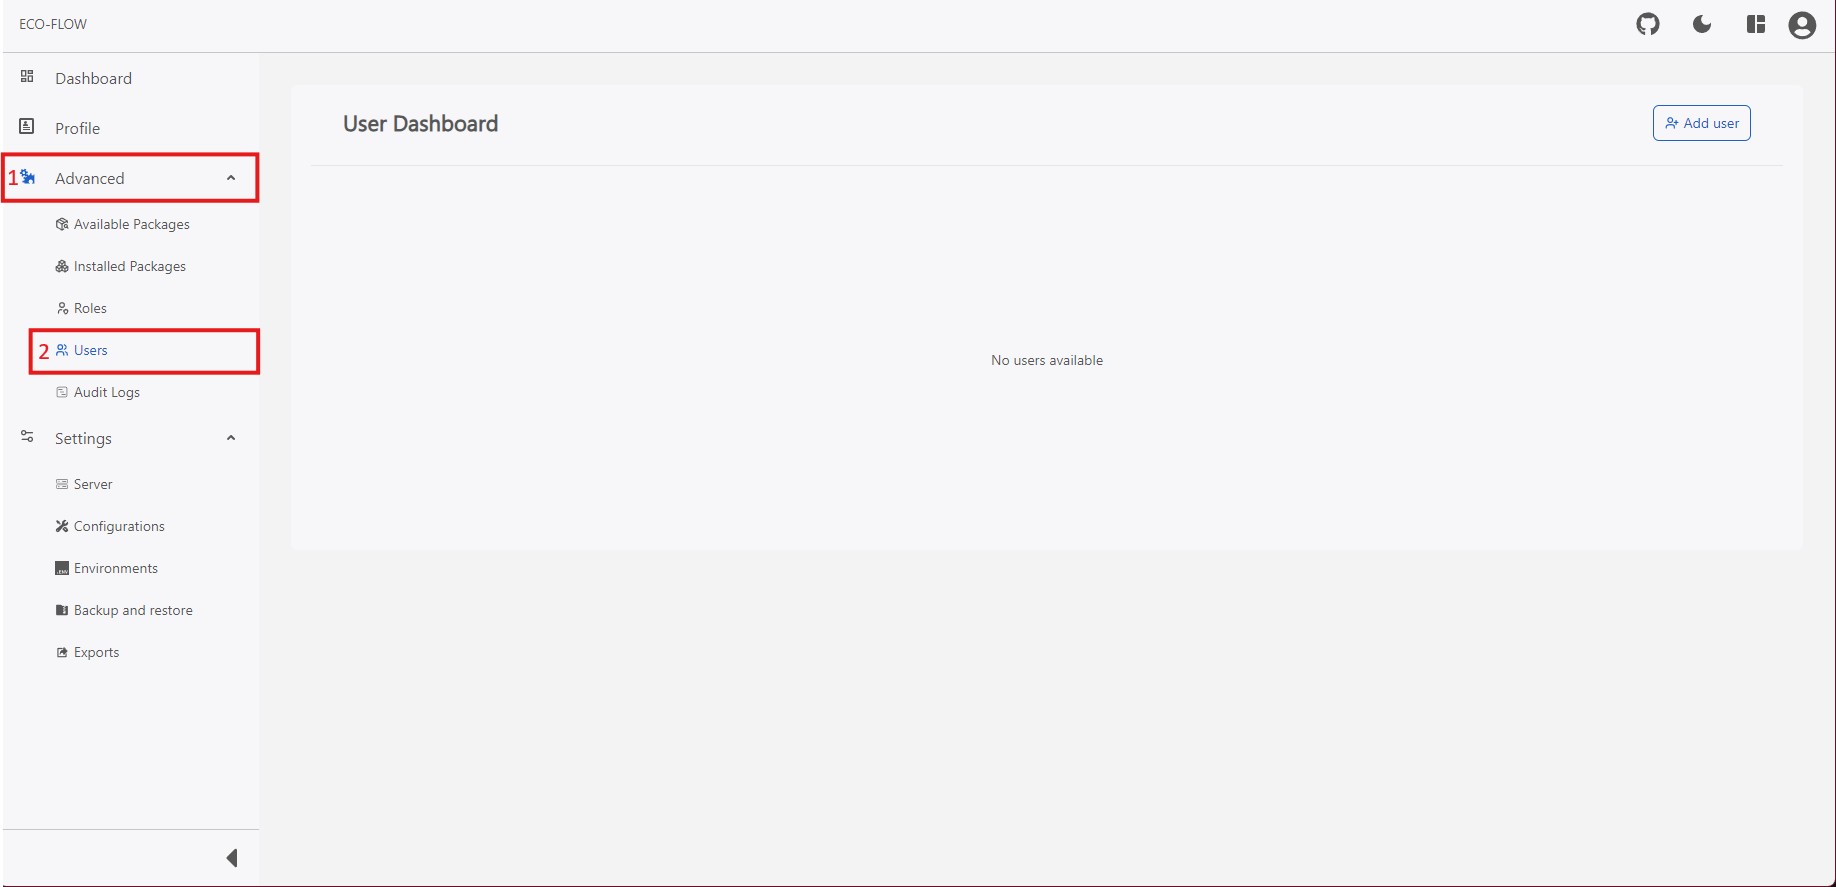 ECO-FLOW
Dashboard
Profile
1 Advanced
Available Packages
Installed Packages
Roles
2 Users
Audit Logs
Settings
Server
Configurations
.ENV Environments
Backup and restore
Exports
User Dashboard
Add user
No users available